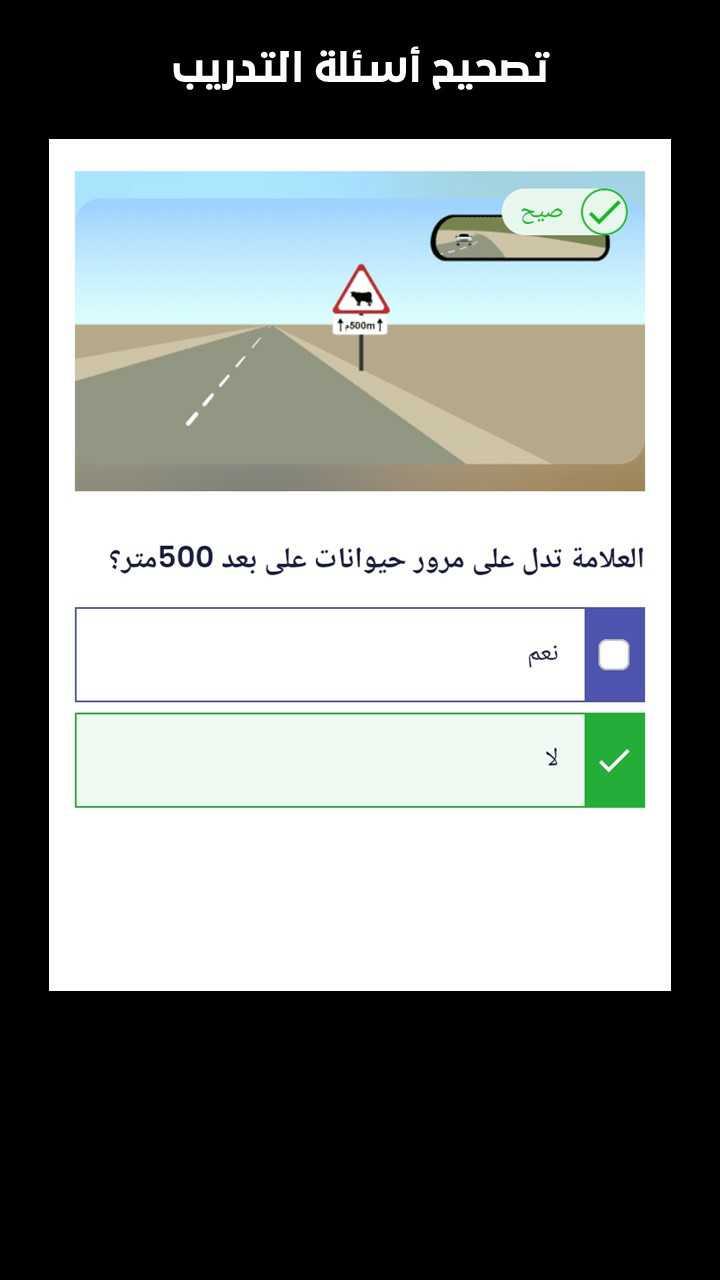 تصحيح أسئلة التدريب
صيح
↑500m↑م
العلامة تدل على مرور حيوانات على بعد 500متر؟
نعم
لا